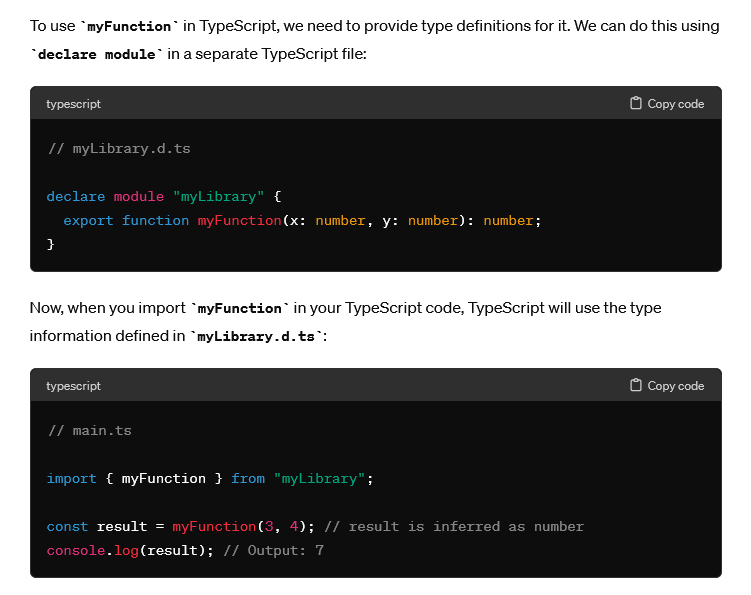 To use `myFunction` in TypeScript, we need to provide type definitions for it. We can do this using
`declare module` in a separate TypeScript file:
typescript
Copy code
// myLibrary.d.ts
declare module "myLibrary" {
  export function myFunction(x: number, y: number): number;
}
Now, when you import `myFunction` in your TypeScript code, TypeScript will use the type
information defined in `myLibrary.d.ts`:
typescript
Copy code
// main.ts
import { myFunction } from "myLibrary";
const result = myFunction(3, 4); // result is inferred as number
console.log(result); // Output: 7